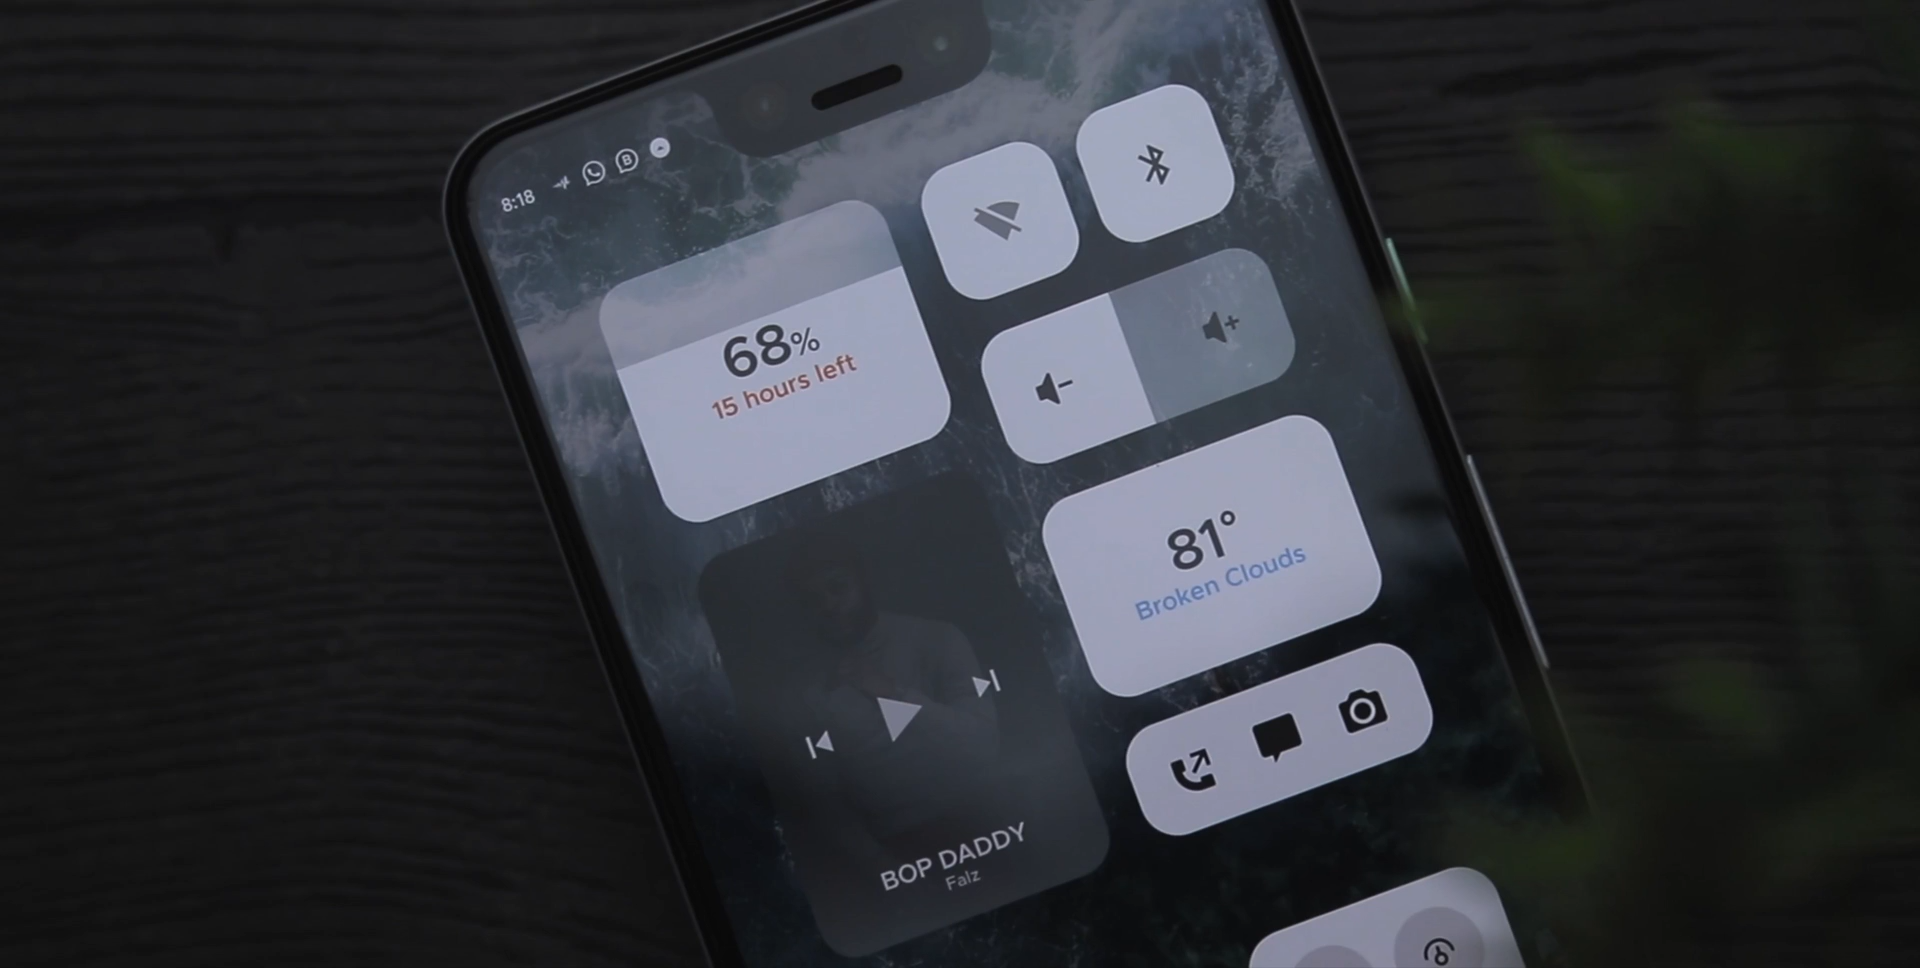 8:18
68%
15 hours left
81°
Broken Clouds
BOP DADDY
Falz